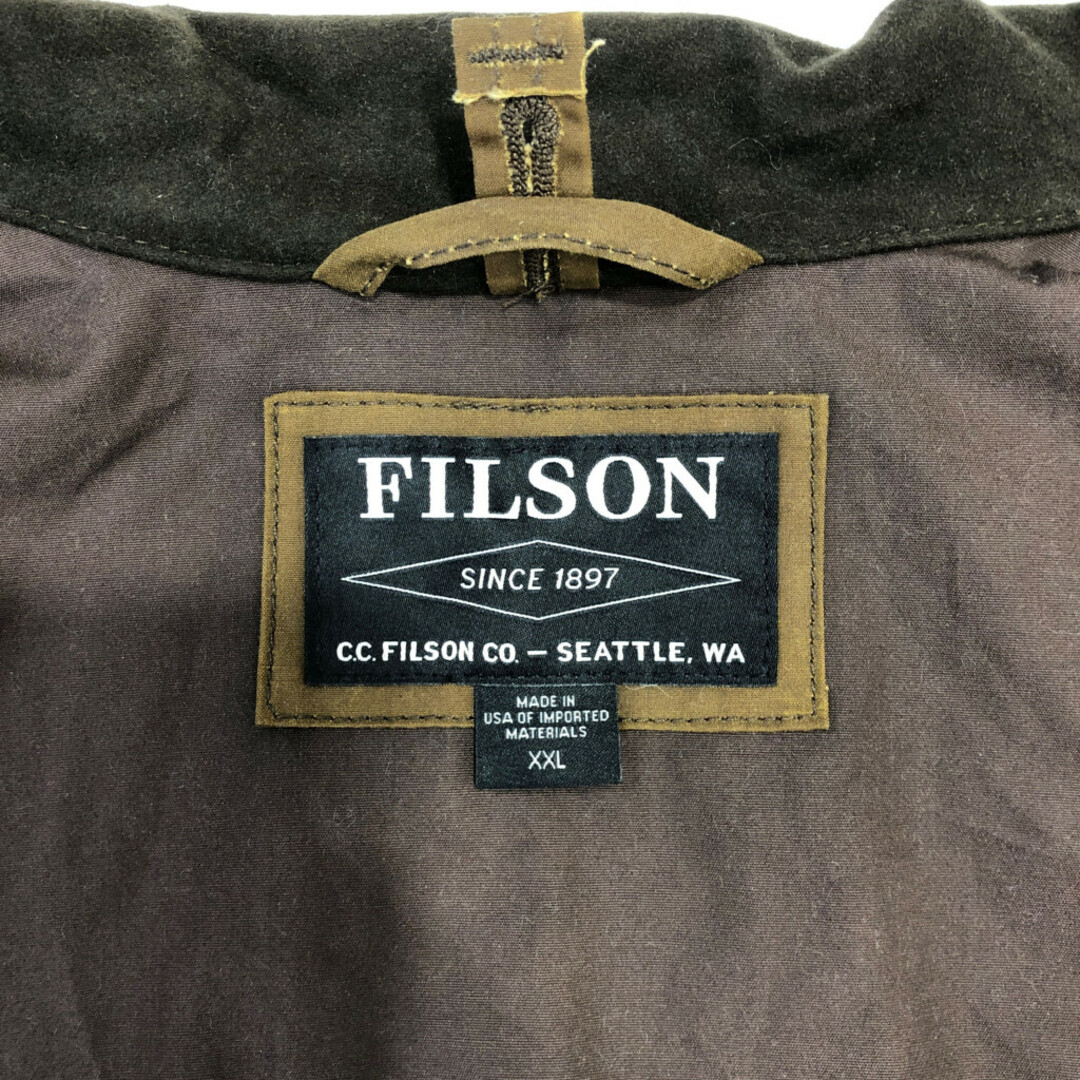 FILSON
SINCE 1897
C.C. FILSON CO. – SEATTLE, WA
MADE IN
USA OF IMPORTED
MATERIALS
XXL